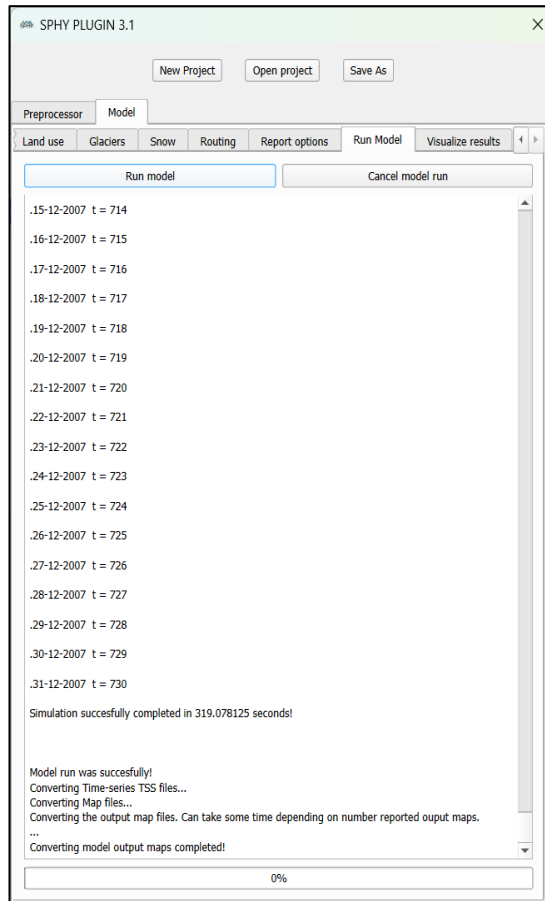 SPHY PLUGIN 3.1
New Project Open project Save As
Preprocessor Model
Land use Glaciers Snow Routing Report options Run Model Visualize results
Run model Cancel model run
.15-12-2007 t = 714
.16-12-2007 t = 715
.17-12-2007 t = 716
.18-12-2007 t = 717
.19-12-2007 t = 718
.20-12-2007 t = 719
.21-12-2007 t = 720
.22-12-2007 t = 721
.23-12-2007 t = 722
.24-12-2007 t = 723
.25-12-2007 t = 724
.26-12-2007 t = 725
.27-12-2007 t = 726
.28-12-2007 t = 727
.29-12-2007 t = 728
.30-12-2007 t = 729
.31-12-2007 t = 730
Simulation succesfully completed in 319.078125 seconds!
Model run was succesfully!
Converting Time-series TSS files...
Converting Map files...
Converting the output map files. Can take some time depending on number reported ouput maps.
...
Converting model output maps completed!
0%